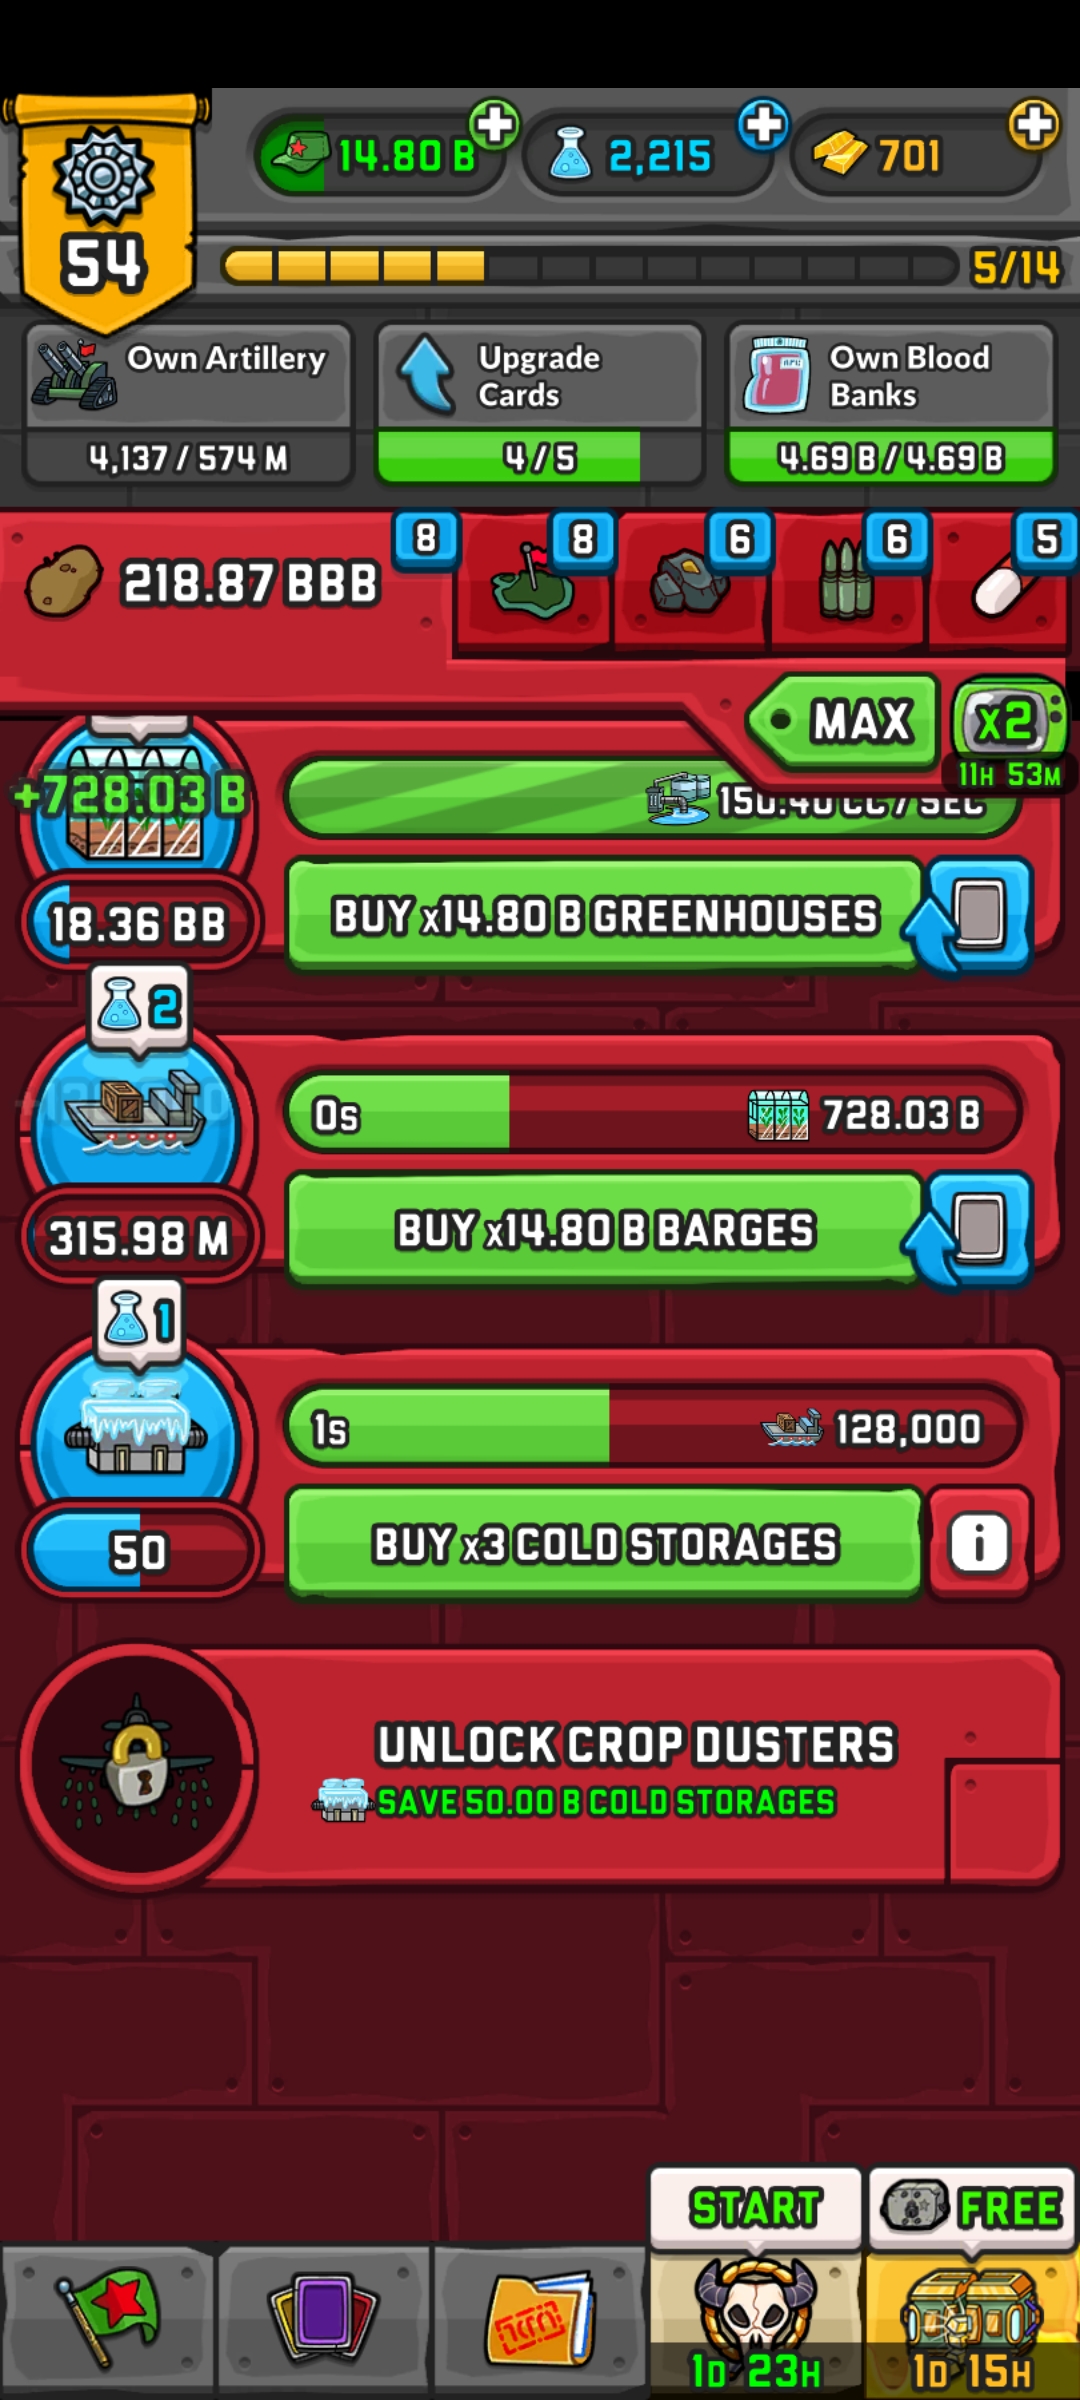 54
14.80 B
2,215
701
5/14
Own Artillery
4,137 / 574 M
Upgrade
Cards
4 / 5
Own Blood
Banks
4.69 B / 4.69 B
218.87 BBB
8
8
6
6
5
MAX
x2
11H 53M
+728.03 B
150.40 CC / SEC
18.36 BB
BUY x14.80 B GREENHOUSES
2
0s
728.03 B
315.98 M
BUY x14.80 B BARGES
1
1s
128,000
50
BUY x3 COLD STORAGES
i
UNLOCK CROP DUSTERS
SAVE 50.00 B COLD STORAGES
START
FREE
1D 23H
1D 15H